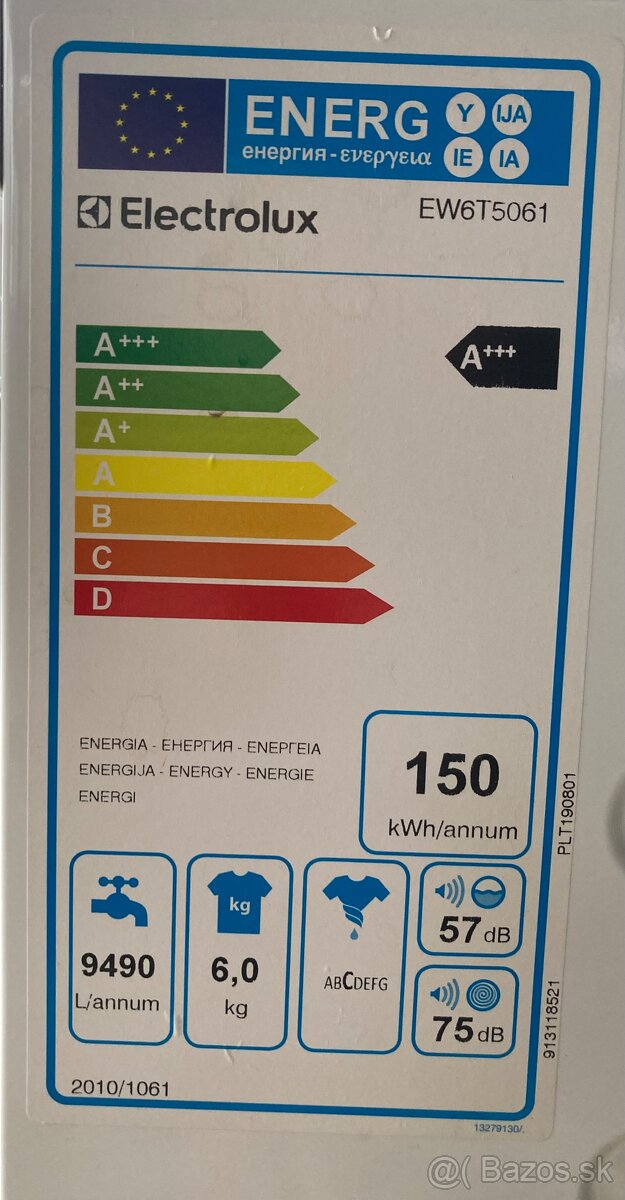 ENERG Y IJA
енергия - ενεργεια IE IA
Electrolux EW6T5061
A+++ A+++
A++
A+
A
B
C
D
ENERGIA - ЕНЕРГИЯ - ΕΝΕΡΓΕΙΑ
ENERGIJA - ENERGY - ENERGIE
ENERGI
150
kWh/annum
PLT190801
9490
L/annum
kg
6,0
kg
ABCDEFG
57 dB
75 dB
913118521
2010/1061
13279130/.
@( Bazos.sk